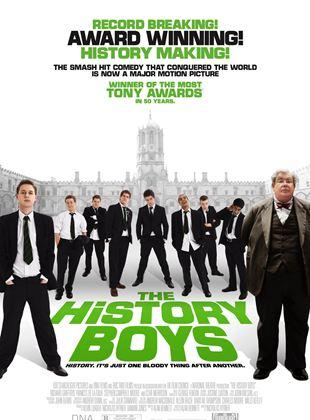 RECORD BREAKING!
AWARD WINNING!
HISTORY MAKING!
THE SMASH HIT COMEDY THAT CONQUERED THE WORLD
IS NOW A MAJOR MOTION PICTURE
WINNER OF THE MOST
TONY AWARDS
IN 50 YEARS.
THE
HiSTORY
BOYS
HISTORY. IT'S JUST ONE BLOODY THING AFTER ANOTHER.
DNA